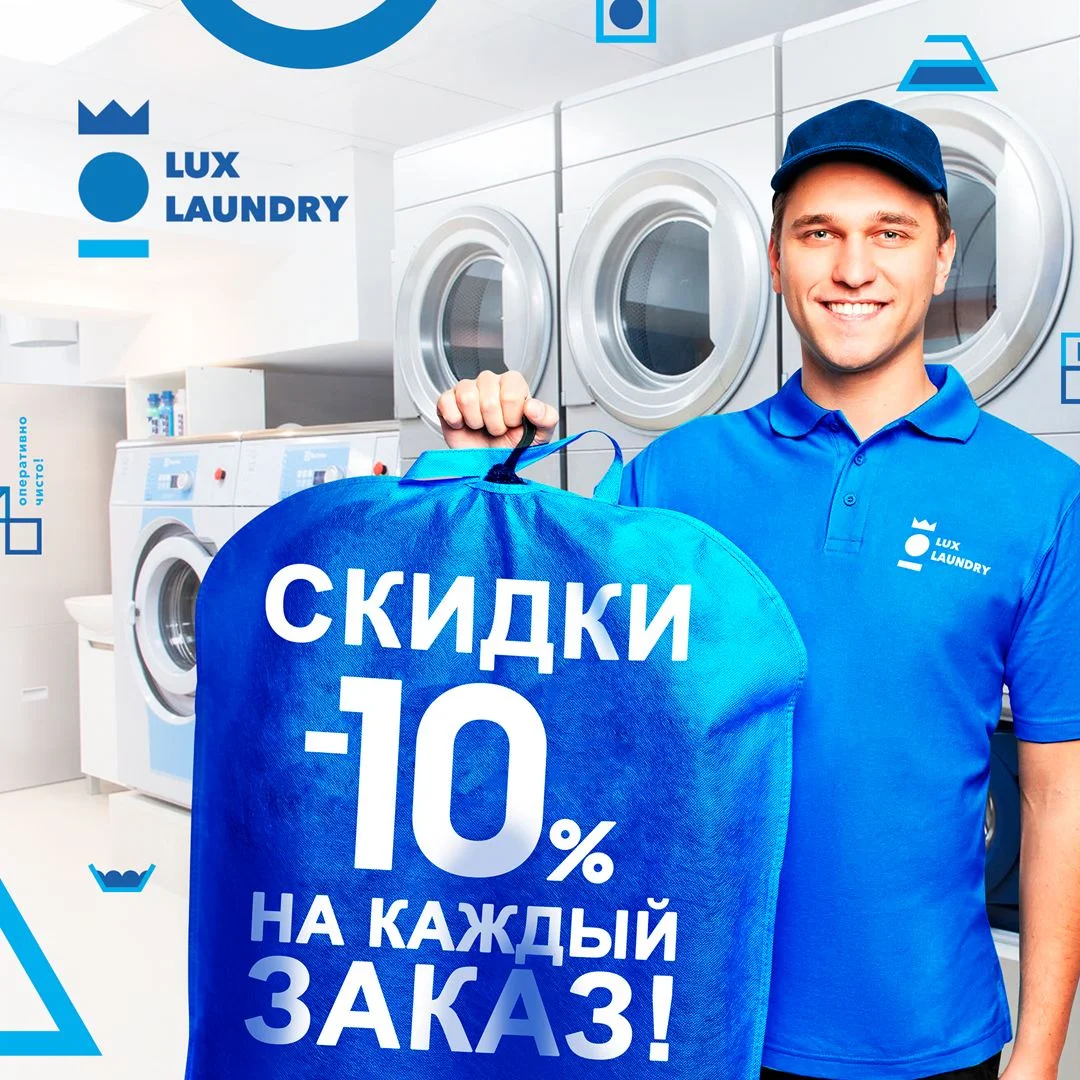 LUX
LAUNDRY
оперативно
чисто!
LUX
LAUNDRY
СКИДКИ
-10%
НА КАЖДЫЙ
ЗАКАЗ!